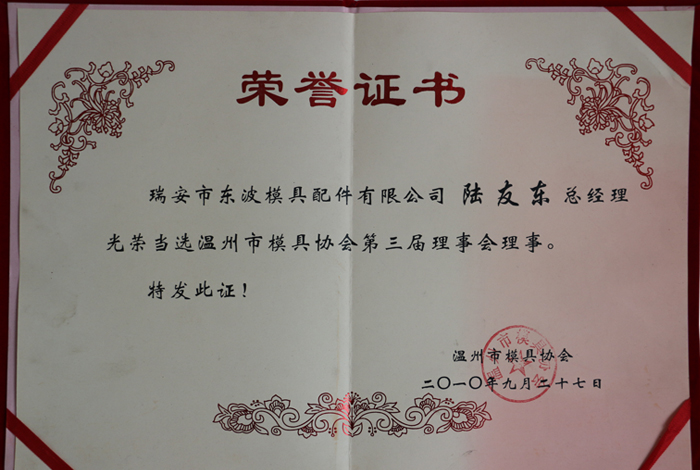 荣誉证书
瑞安市东波模具配件有限公司 陆友东 总经理
光荣当选温州市模具协会第三届理事会理事。
特发此证！
温州市模具协会
二〇一〇年九月二十七日